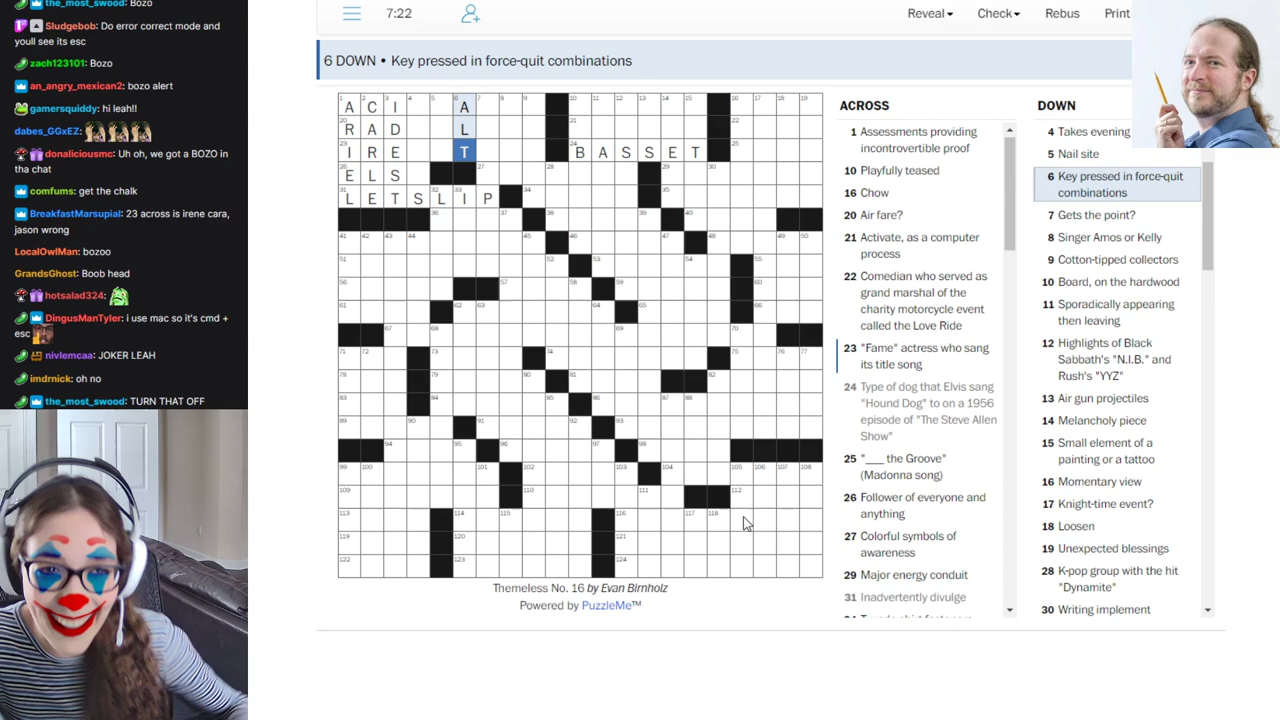 the_most_swood: Bozo
Sludgebob: Do error correct mode and
youll see its esc
zach123101: Bozo
an_angry_mexican2: bozo alert
gamersquiddy: hi leah!!
dabes_GGxEZ:
donaliciousmc: Uh oh, we got a BOZO in
tha chat
comfums: get the chalk
BreakfastMarsupial: 23 across is irene cara,
jason wrong
LocalOwlMan: bozoo
GrandsGhost: Boob head
hotsalad324:
DingusManTyler: i use mac so it's cmd +
esc
nivlemcaa: JOKER LEAH
imdrnick: oh no
the_most_swood: TURN THAT OFF
7:22
Reveal
Check
Rebus
Print
6 DOWN • Key pressed in force-quit combinations
A C I A
R A D L
I R E T B A S S E T
E L S
L E T S L I P
Themeless No. 16 by Evan Birnholz
Powered by PuzzleMe™
ACROSS
1 Assessments providing
incontrovertible proof
10 Playfully teased
16 Chow
20 Air fare?
21 Activate, as a computer
process
22 Comedian who served as
grand marshal of the
charity motorcycle event
called the Love Ride
23 "Fame" actress who sang
its title song
24 Type of dog that Elvis sang
"Hound Dog" to on a 1956
episode of "The Steve Allen
Show"
25 "___ the Groove"
(Madonna song)
26 Follower of everyone and
anything
27 Colorful symbols of
awareness
29 Major energy conduit
31 Inadvertently divulge
DOWN
4 Takes evening
5 Nail site
6 Key pressed in force-quit
combinations
7 Gets the point?
8 Singer Amos or Kelly
9 Cotton-tipped collectors
10 Board, on the hardwood
11 Sporadically appearing
then leaving
12 Highlights of Black
Sabbath's "N.I.B." and
Rush's "YYZ"
13 Air gun projectiles
14 Melancholy piece
15 Small element of a
painting or a tattoo
16 Momentary view
17 Knight-time event?
18 Loosen
19 Unexpected blessings
28 K-pop group with the hit
"Dynamite"
30 Writing implement